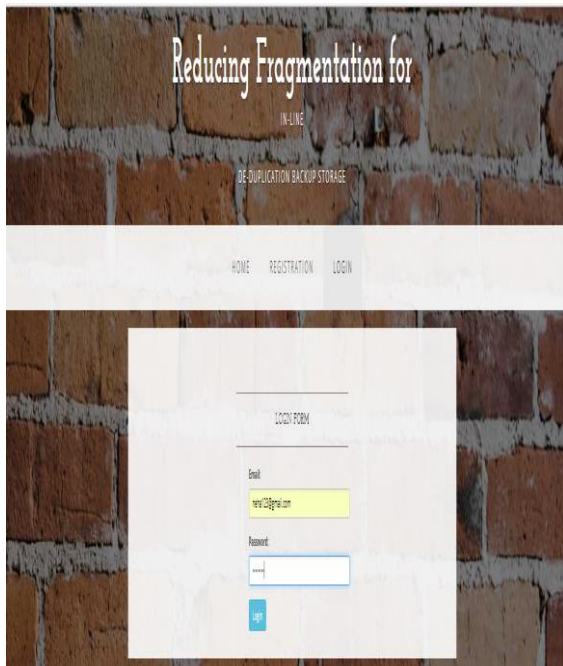 Reducing Fragmentation for
IN-LINE
DE-DUPLICATION BACKUP STORAGE
HOME REGISTRATION LOGIN
LOGIN FORM
Email:
Password:
Login